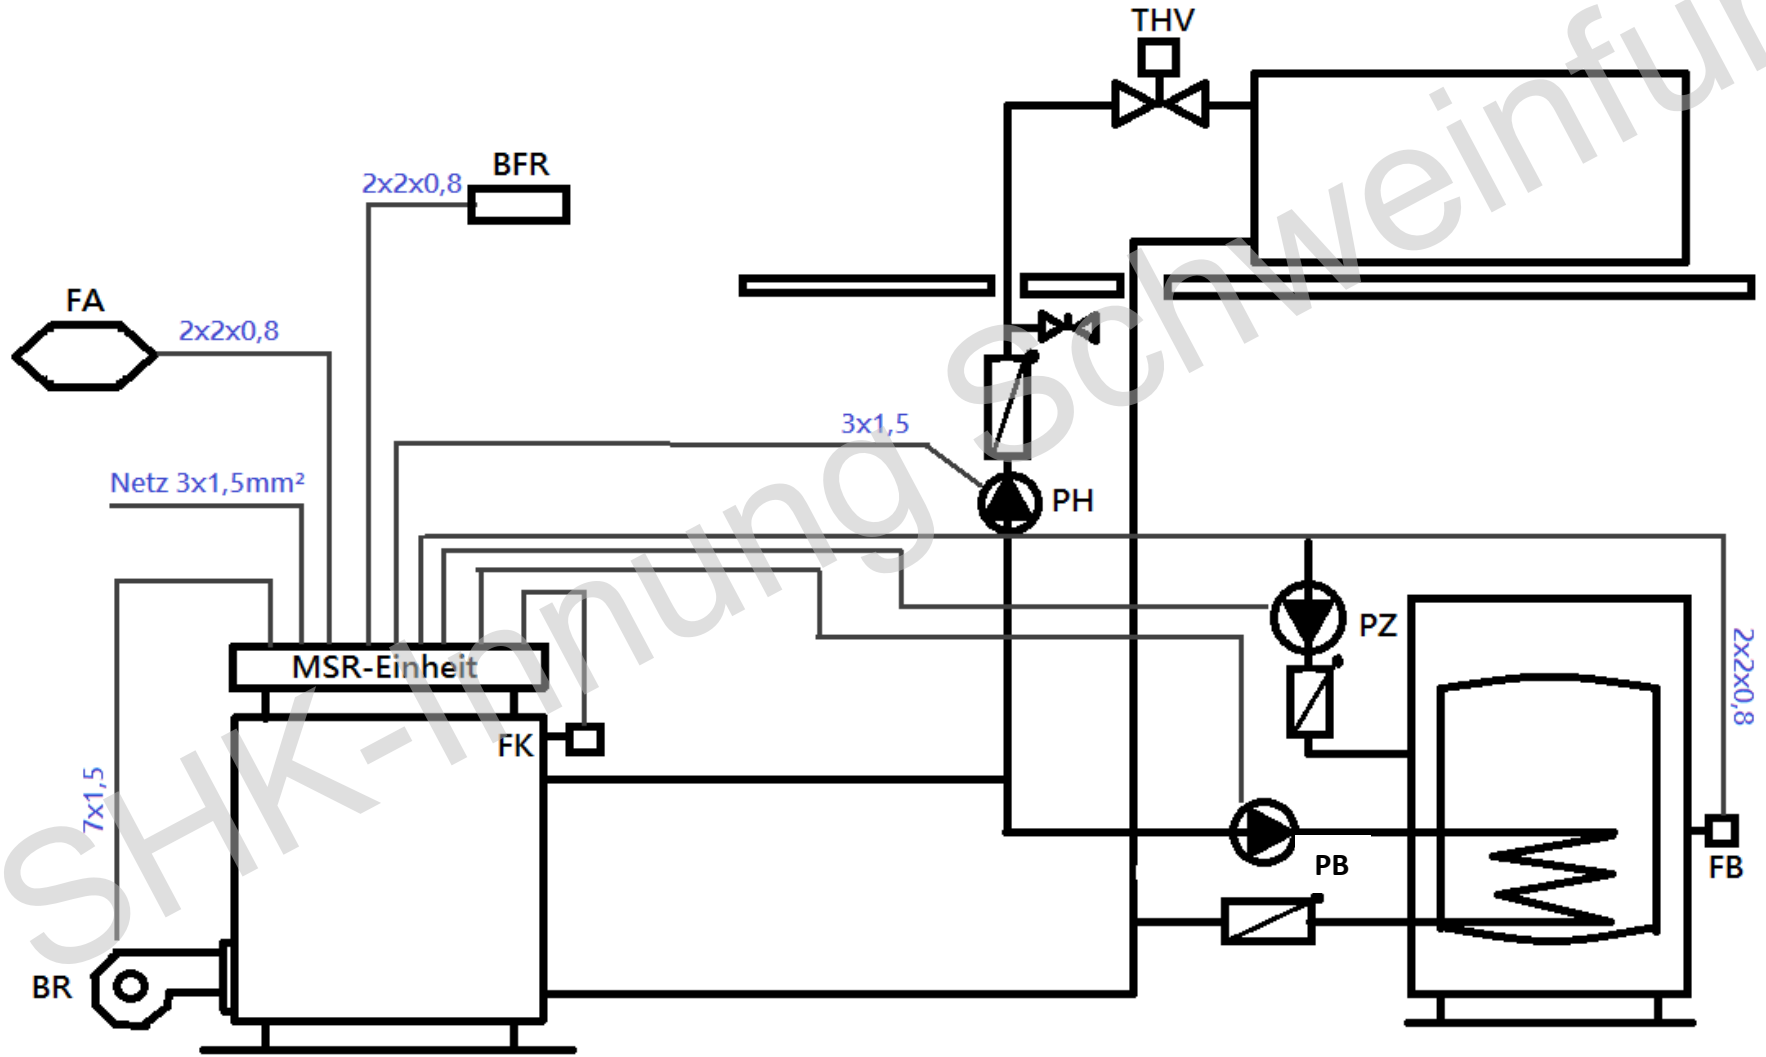 THV
BFR
2x2x0,8
FA
2x2x0,8
3x1,5
Netz 3x1,5mm²
PH
PZ
MSR-Einheit
2x2x0,8
FK
7x1,5
PB
FB
BR
SHK-Innung Schweinfur